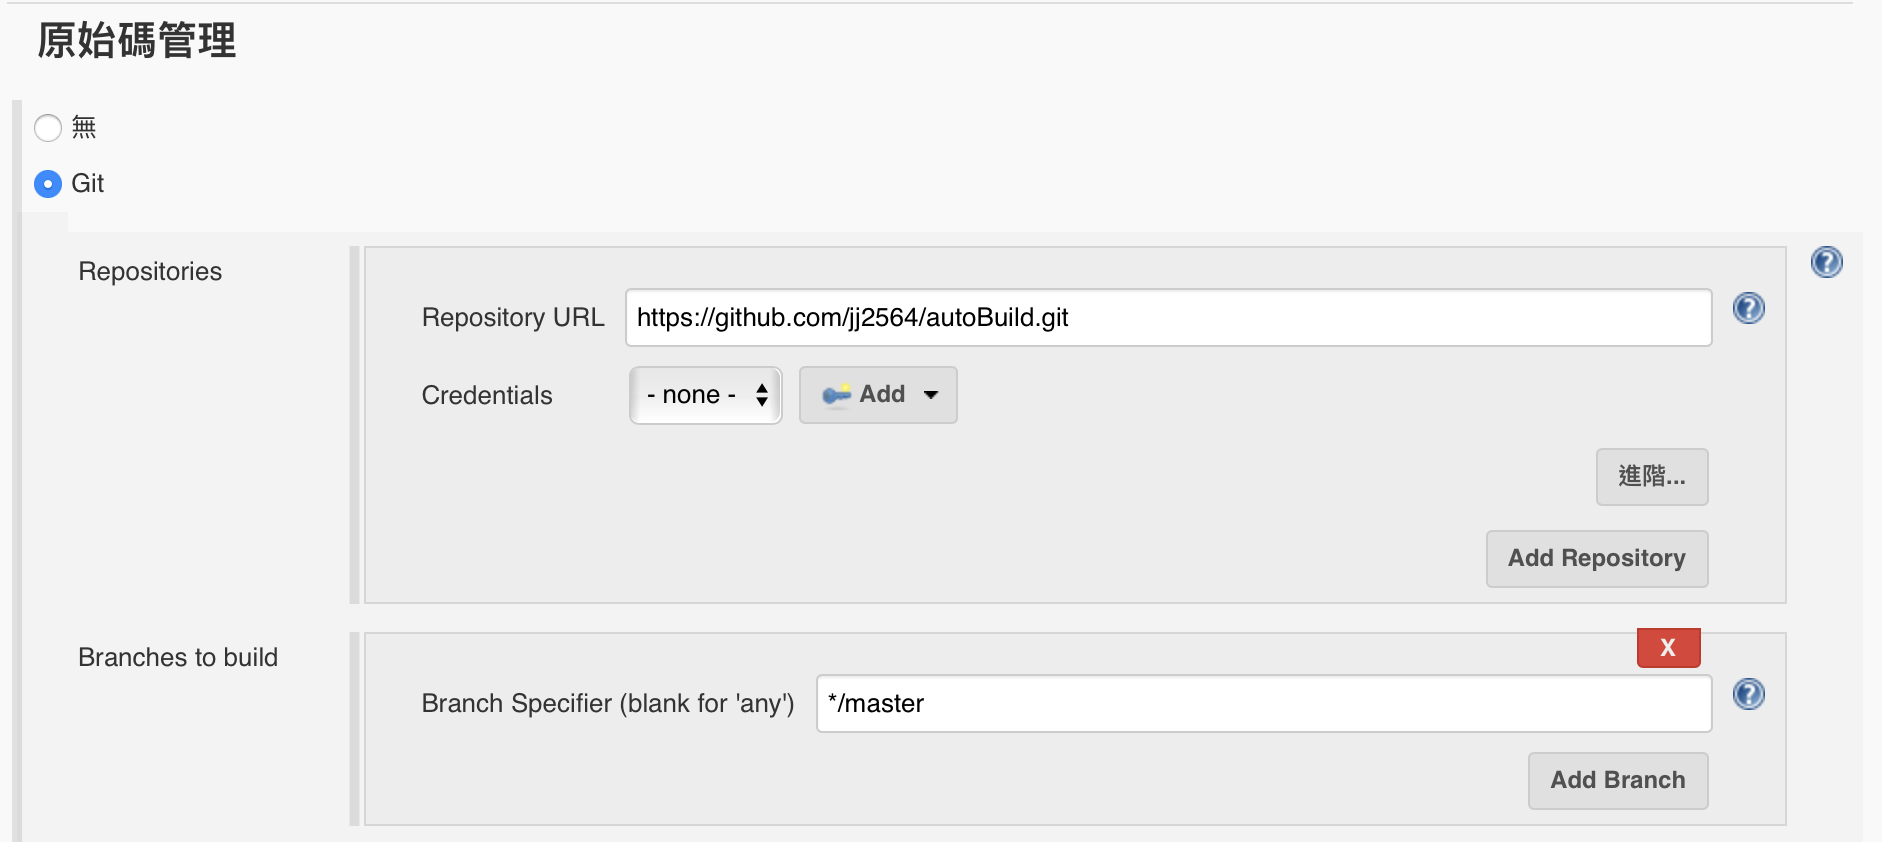 原始碼管理
無
Git
Repositories
?
Repository URL https://github.com/jj2564/autoBuild.git ?
Credentials - none - Add
進階...
Add Repository
Branches to build
X
Branch Specifier (blank for 'any') */master ?
Add Branch